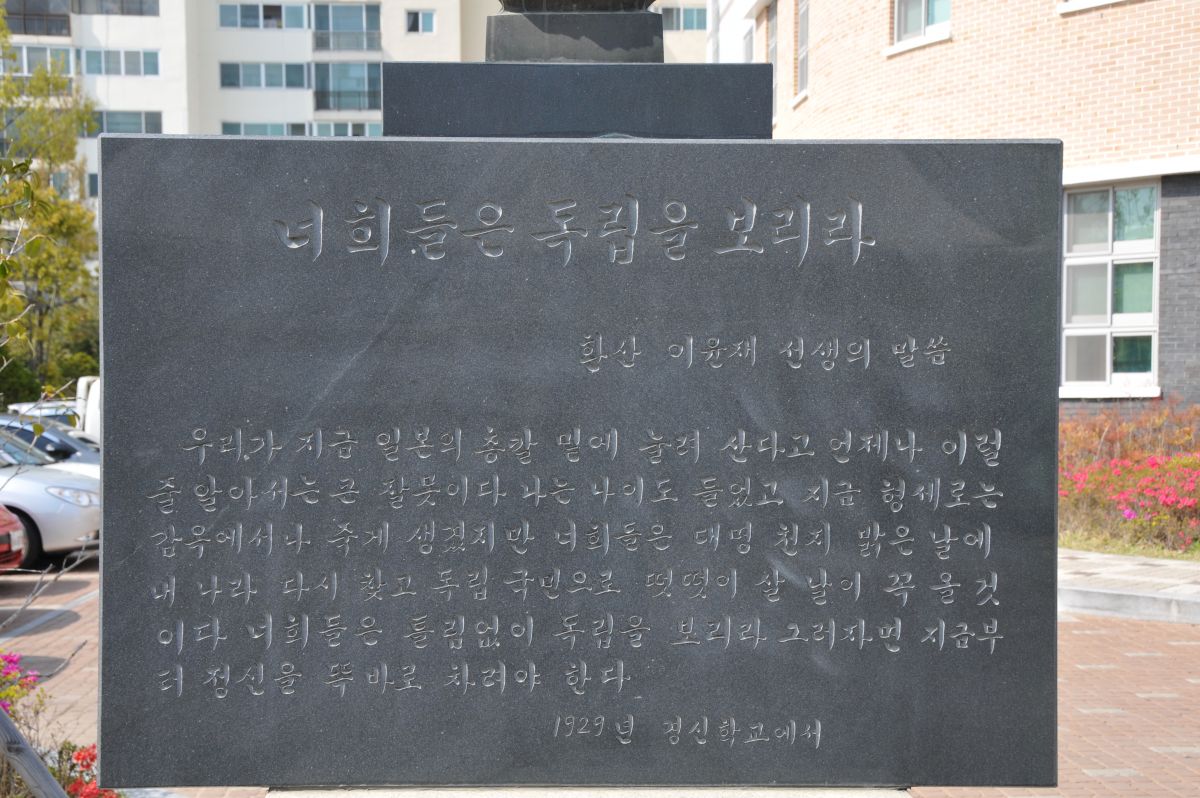 너희들은 독립을 보리라
환산 이윤재 선생의 말씀
우리가 지금 일본의 총칼 밑에 눌려 산다고 언제나 이럴
줄 알아서는 큰 잘못이다 나는 나이도 들었고 지금 형세로는
감옥에서나 죽게 생겼지만 너희들은 대명 천지 밝은 날에
내 나라 다시 찾고 독립 국민으로 떳떳이 살 날이 꼭 올 것
이다 너희들은 틀림없이 독립을 보리라 그러자면 지금부
터 정신을 똑바로 차려야 한다
1929년 경신학교에서